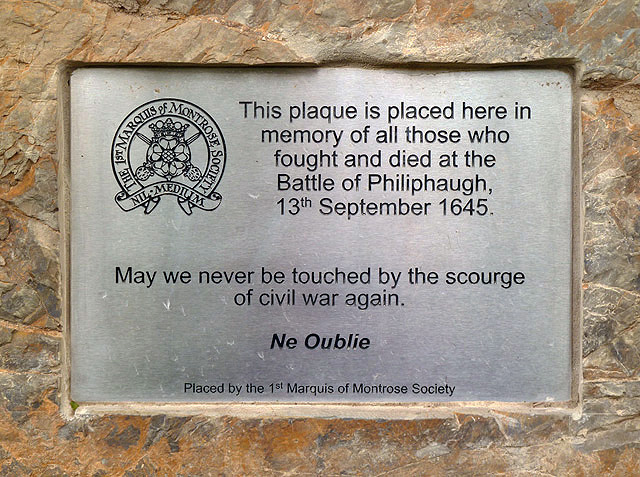 THE 1ST MARQUIS of MONTROSE SOCIETY
NIL MEDIUM
This plaque is placed here in
memory of all those who
fought and died at the
Battle of Philiphaugh,
13th September 1645.
May we never be touched by the scourge
of civil war again.
Ne Oublie
Placed by the 1st Marquis of Montrose Society